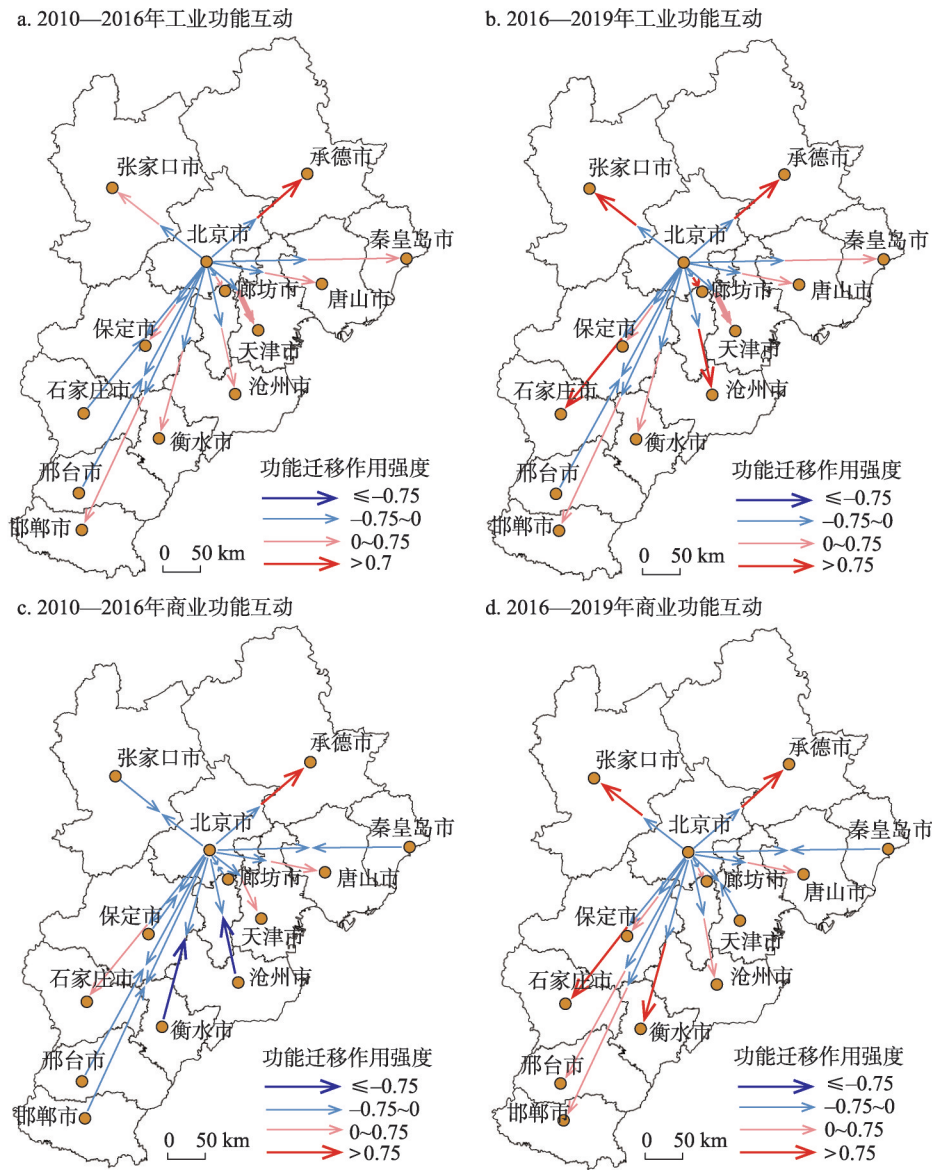 a. 2010—2016年工业功能互动
张家口市
承德市
北京市
秦皇岛市
廊坊市
唐山市
保定市
天津市
石家庄市
沧州市
衡水市
邢台市
邯郸市
功能迁移作用强度
≤−0.75
−0.75~0
0~0.75
>0.7
0 50 km
b. 2016—2019年工业功能互动
张家口市
承德市
北京市
秦皇岛市
廊坊市
唐山市
保定市
天津市
石家庄市
沧州市
衡水市
邢台市
邯郸市
功能迁移作用强度
≤−0.75
−0.75~0
0~0.75
>0.75
0 50 km
c. 2010—2016年商业功能互动
张家口市
承德市
北京市
秦皇岛市
廊坊市
唐山市
保定市
天津市
石家庄市
沧州市
衡水市
邢台市
邯郸市
功能迁移作用强度
≤−0.75
−0.75~0
0~0.75
>0.75
0 50 km
d. 2016—2019年商业功能互动
张家口市
承德市
北京市
秦皇岛市
廊坊市
唐山市
保定市
天津市
石家庄市
沧州市
衡水市
邢台市
邯郸市
功能迁移作用强度
≤−0.75
−0.75~0
0~0.75
>0.75
0 50 km